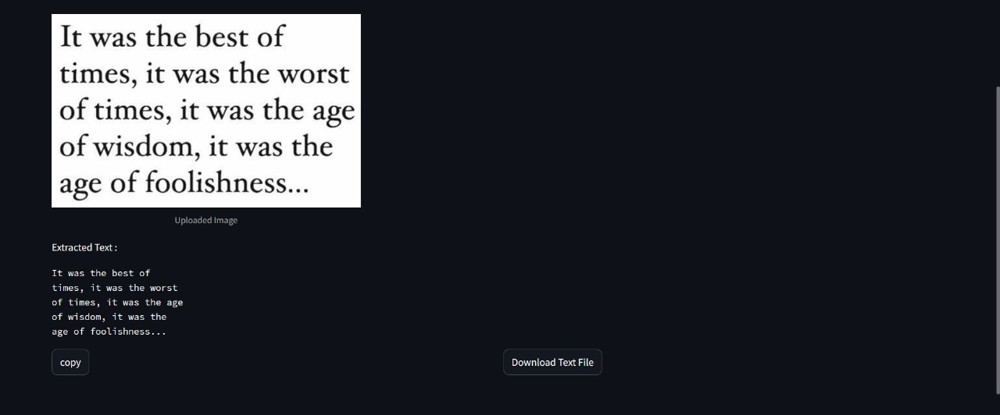 It was the best of
times, it was the worst
of times, it was the age
of wisdom, it was the
age of foolishness...
Uploaded Image
Extracted Text :
It was the best of
times, it was the worst
of times, it was the age
of wisdom, it was the
age of foolishness...
copy
Download Text File